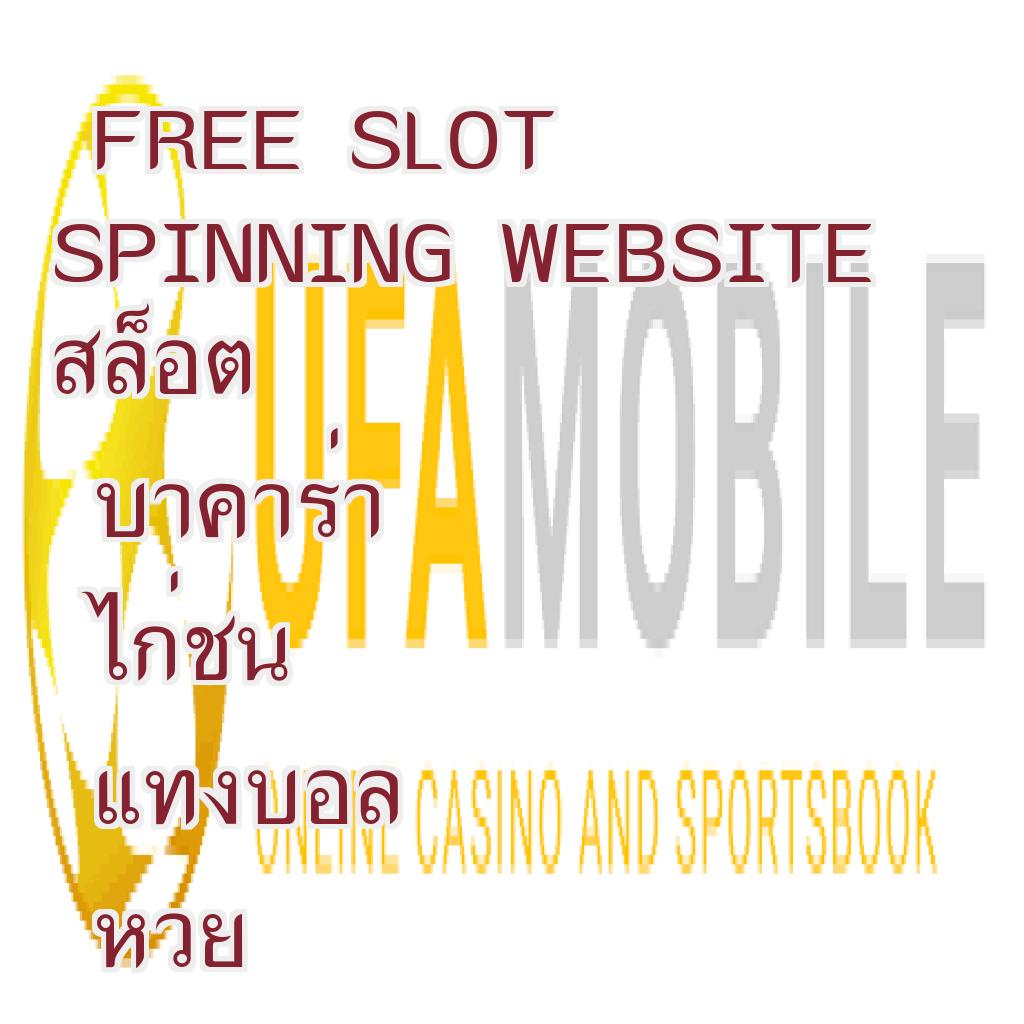 FREE SLOT
SPINNING WEBSITE
สล็อต
บาคาร่า
ไก่ชน
แทงบอล
หวย
UFAMOBILE
ONLINE CASINO AND SPORTSBOOK